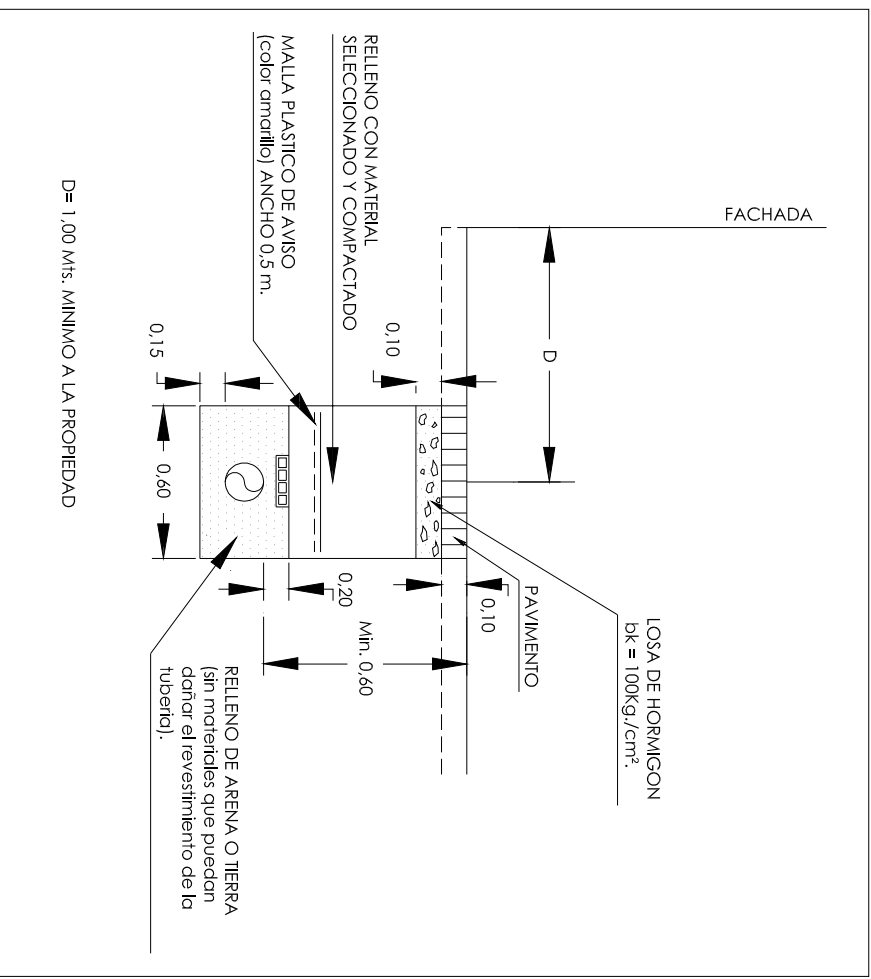 FACHADA
D
LOSA DE HORMIGON
bk = 100Kg./cm².
PAVIMENTO
0,10
0,10
RELLENO CON MATERIAL
SELECCIONADO Y COMPACTADO
MALLA PLASTICO DE AVISO
(color amarillo) ANCHO 0,5 m.
0,20
Min. 0,60
0,15
0,60
RELLENO DE ARENA O TIERRA
(sin materiales que puedan
dañar el revestimiento de la
tuberia).
D= 1,00 Mts. MINIMO A LA PROPIEDAD